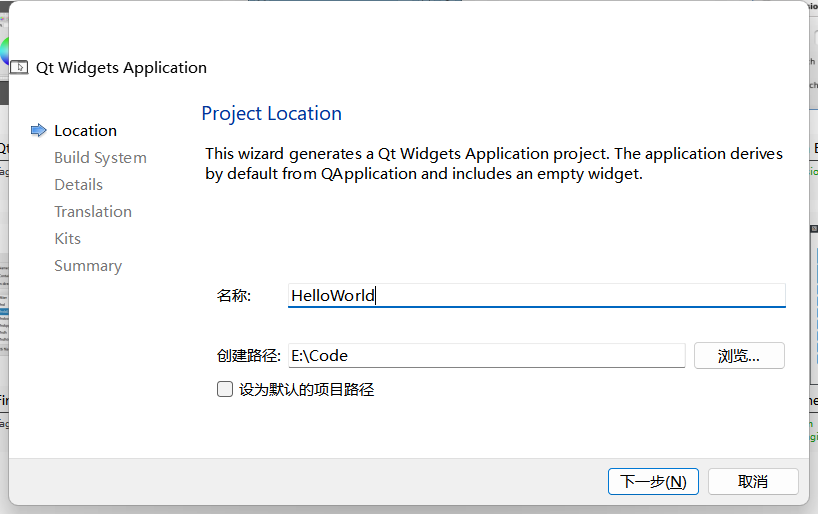 Qt Widgets Application
Location
Build System
Details
Translation
Kits
Summary
Project Location
This wizard generates a Qt Widgets Application project. The application derives
by default from QApplication and includes an empty widget.
名称: HelloWorld
创建路径: E:\Code 浏览...
设为默认的项目路径
下一步(N) 取消